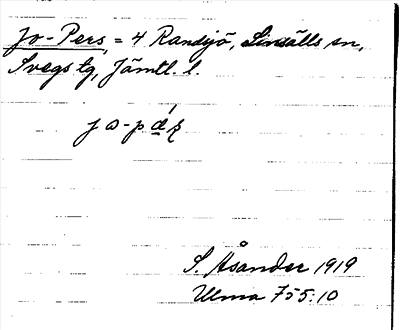 Jo-Pers, = 4 Randsjö, Linsälls sn,
Svegs tg, Jämtl. l.
S. Åsander 1919
Ulma 755:10